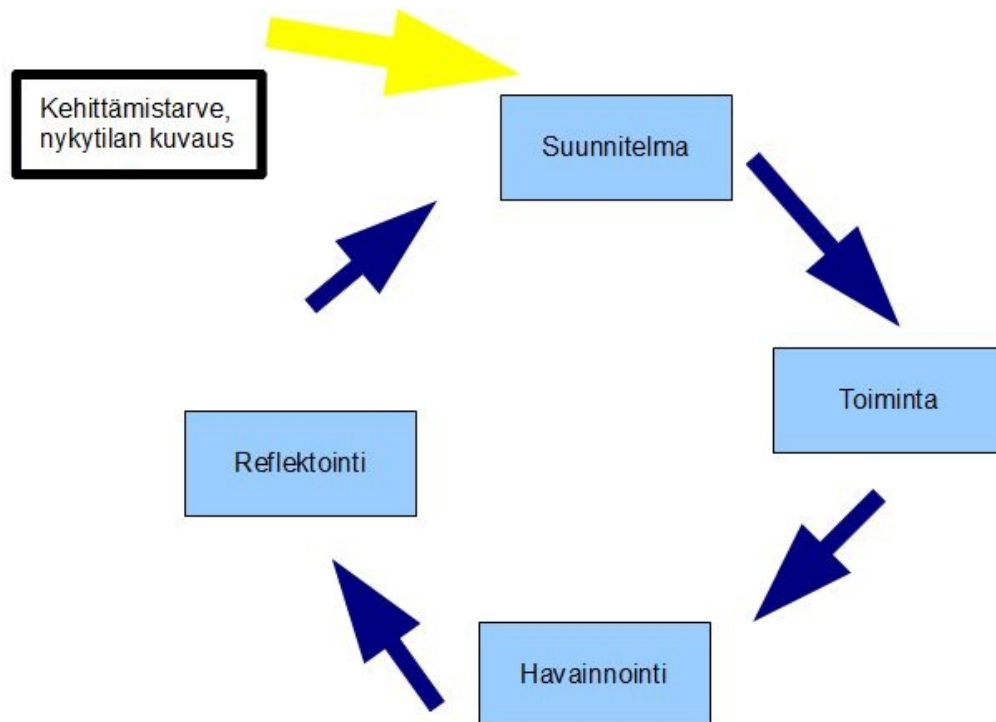 Kehittämistarve,
nykytilan kuvaus
Suunnitelma
Toiminta
Havainnointi
Reflektointi